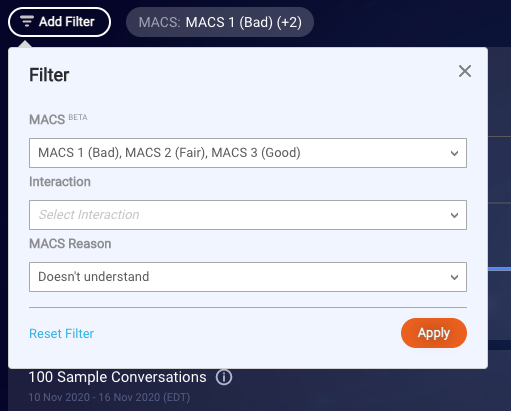 Add Filter
MACS: MACS 1 (Bad) (+2)
Filter
MACS BETA
MACS 1 (Bad), MACS 2 (Fair), MACS 3 (Good)
Interaction
Select Interaction
MACS Reason
Doesn't understand
Reset Filter
Apply
100 Sample Conversations
10 Nov 2020 - 16 Nov 2020 (EDT)